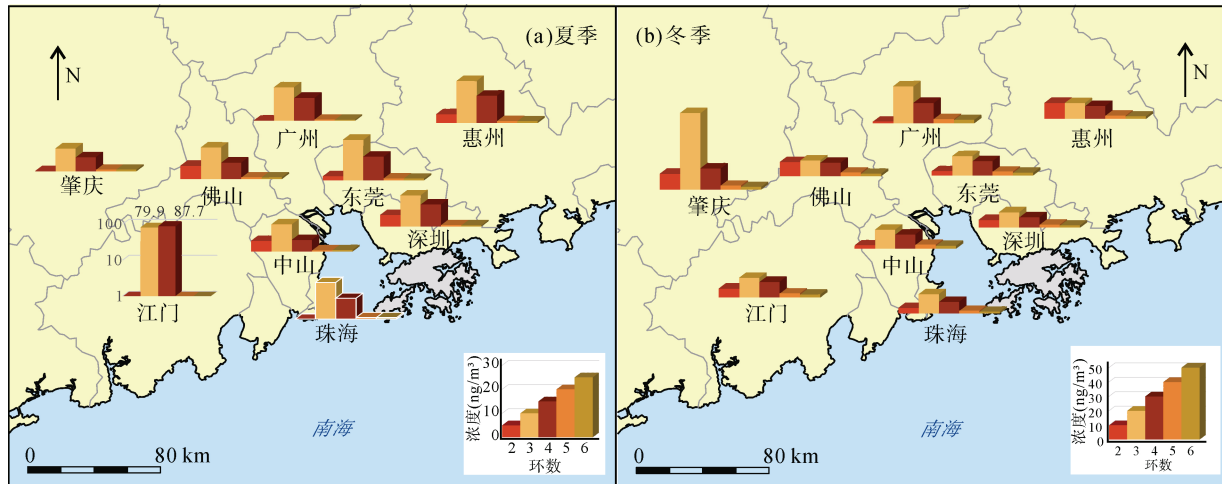 (a)夏季
N
广州
惠州
肇庆
佛山
东莞
深圳
79.9 87.7
100
10
1
中山
江门
珠海
南海
0 80 km
浓度(ng/m³)
30
20
10
0
2 3 4 5 6
环数
(b)冬季
N
广州
惠州
肇庆
佛山
东莞
深圳
中山
江门
珠海
南海
0 80 km
浓度(ng/m³)
50
40
30
20
10
0
2 3 4 5 6
环数